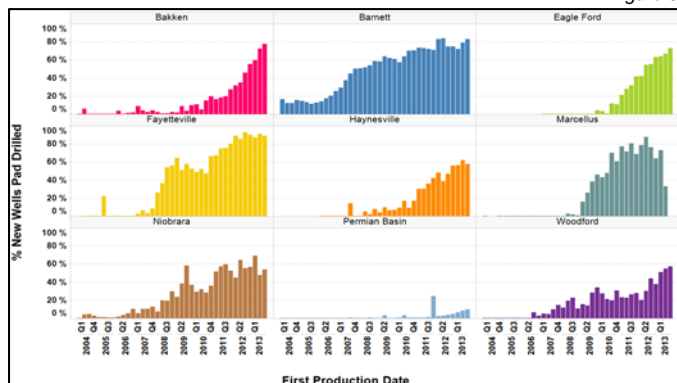 Bakken
Barnett
Eagle Ford
80 %
60 %
40 %
20 %
0 %
Fayetteville
Haynesville
Marcellus
80 %
60 %
40 %
20 %
0 %
Niobrara
Permian Basin
Woodford
80 %
60 %
40 %
20 %
0 %
% New Wells Pad Drilled
Q1 Q4 Q3 Q2 Q1 Q4 Q3 Q2 Q1 Q4 Q3 Q2 Q1
2004 2005 2006 2007 2008 2009 2010 2011 2012 2013
Q1 Q4 Q3 Q2 Q1 Q4 Q3 Q2 Q1 Q4 Q3 Q2 Q1
2004 2005 2006 2007 2008 2009 2010 2011 2012 2013
Q1 Q4 Q3 Q2 Q1 Q4 Q3 Q2 Q1 Q4 Q3 Q2 Q1
2004 2005 2006 2007 2008 2009 2010 2011 2012 2013
First Production Date